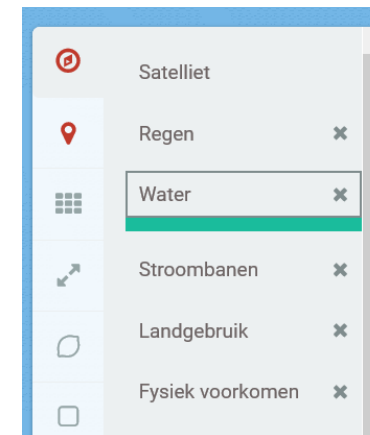 Satelliet
Regen
Water
Stroombanen
Landgebruik
Fysiek voorkomen